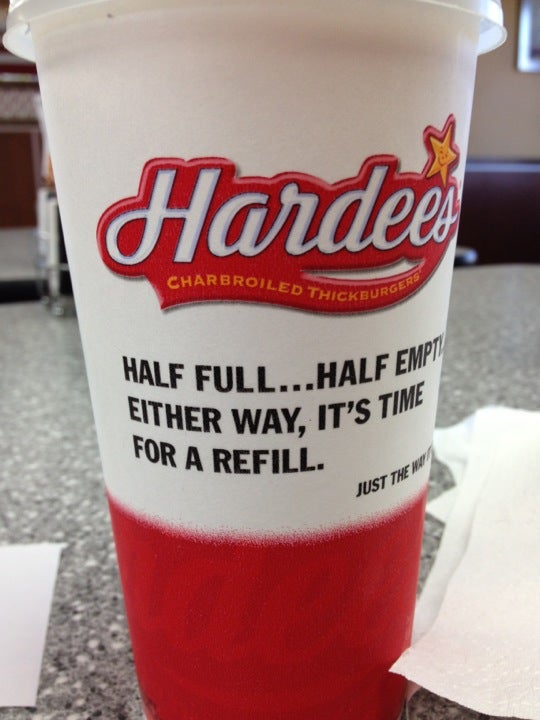 Hardee's
CHARBROILED THICKBURGERS
HALF FULL...HALF EMPTY
EITHER WAY, IT'S TIME
FOR A REFILL.
JUST THE WAY